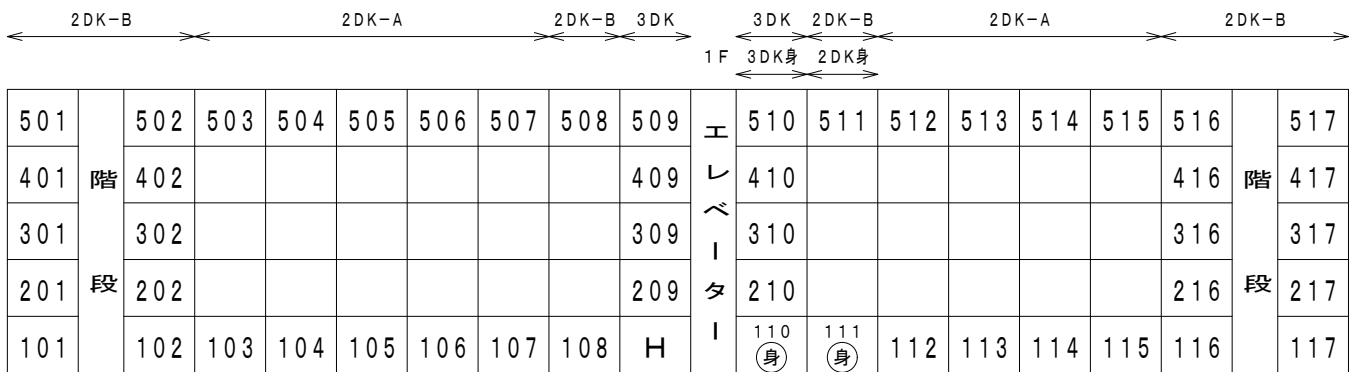 2DK-B 2DK-A 2DK-B 3DK 3DK 2DK-B 2DK-A 2DK-B
1F 3DK身 2DK身
501 502 503 504 505 506 507 508 509 510 511 512 513 514 515 516 517
401 402 409 410 416 417
301 302 309 310 316 317
201 202 209 210 216 217
101 102 103 104 105 106 107 108 H 110 111 112 113 114 115 116 117
身 身
階段
エレベーター
階段